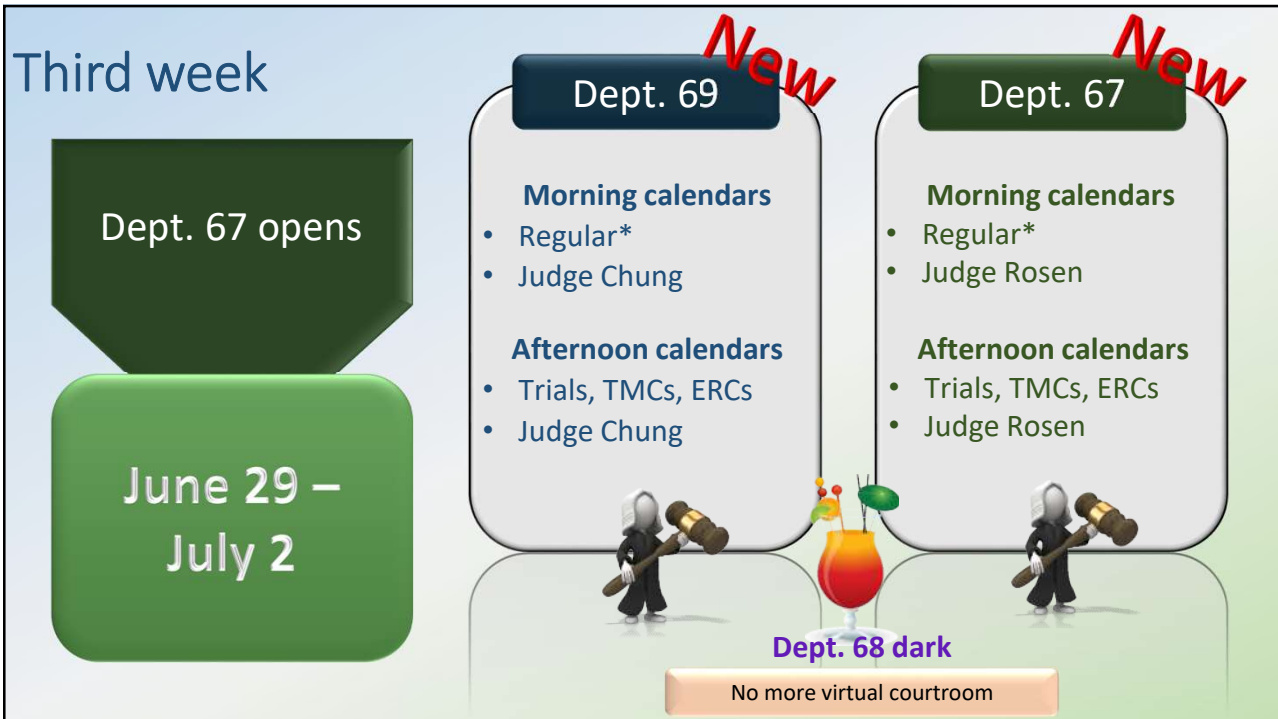 Third week
Dept. 67 opens
June 29 –
July 2
New
Dept. 69
Morning calendars
• Regular*
• Judge Chung
Afternoon calendars
• Trials, TMCs, ERCs
• Judge Chung
New
Dept. 67
Morning calendars
• Regular*
• Judge Rosen
Afternoon calendars
• Trials, TMCs, ERCs
• Judge Rosen
Dept. 68 dark
No more virtual courtroom